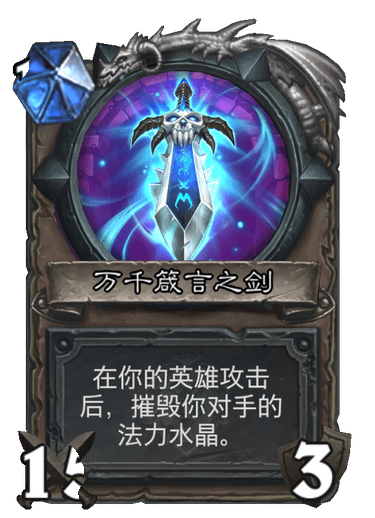 万千箴言之剑
在你的英雄攻击
后，摧毁你对手的
法力水晶。
3